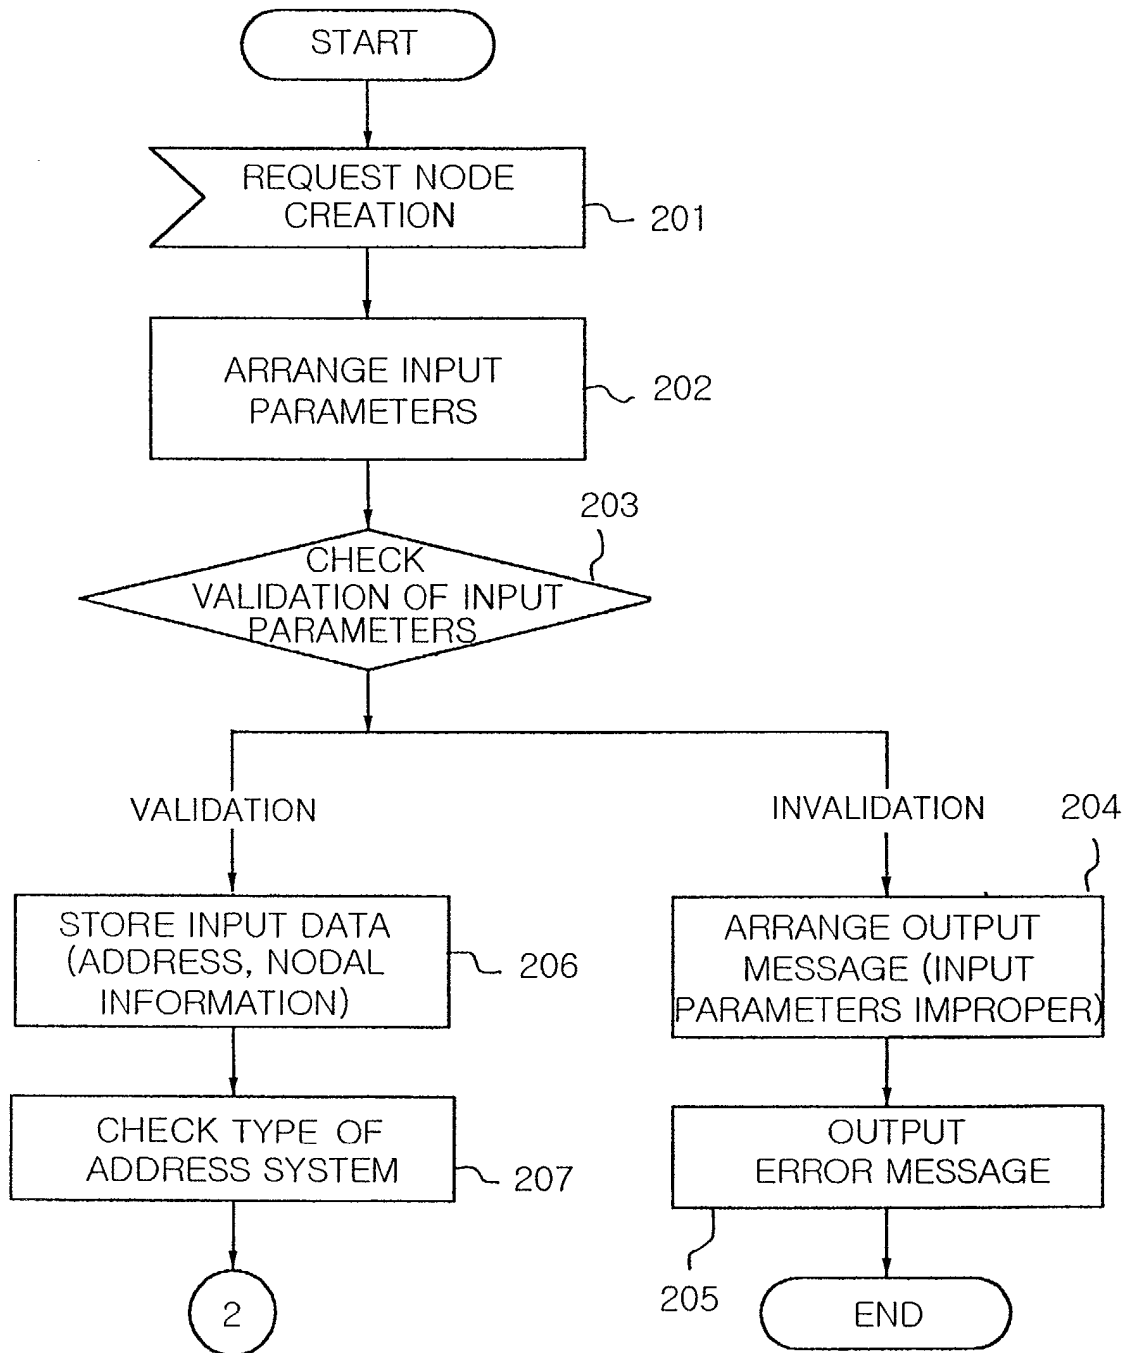 START
REQUEST NODE
CREATION
201
ARRANGE INPUT
PARAMETERS
202
203
CHECK
VALIDATION OF INPUT
PARAMETERS
VALIDATION
INVALIDATION
204
STORE INPUT DATA
(ADDRESS, NODAL
INFORMATION)
206
ARRANGE OUTPUT
MESSAGE (INPUT
PARAMETERS IMPROPER)
CHECK TYPE OF
ADDRESS SYSTEM
207
OUTPUT
ERROR MESSAGE
205
2
END